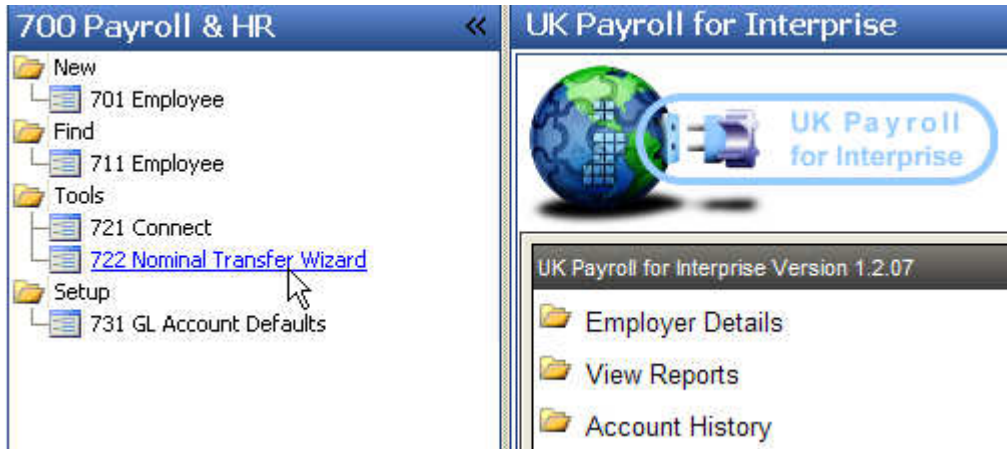 700 Payroll & HR «
New
701 Employee
Find
711 Employee
Tools
721 Connect
722 Nominal Transfer Wizard
Setup
731 GL Account Defaults
UK Payroll for Interprise
UK Payroll
for Interprise
UK Payroll for Interprise Version 1.2.07
Employer Details
View Reports
Account History